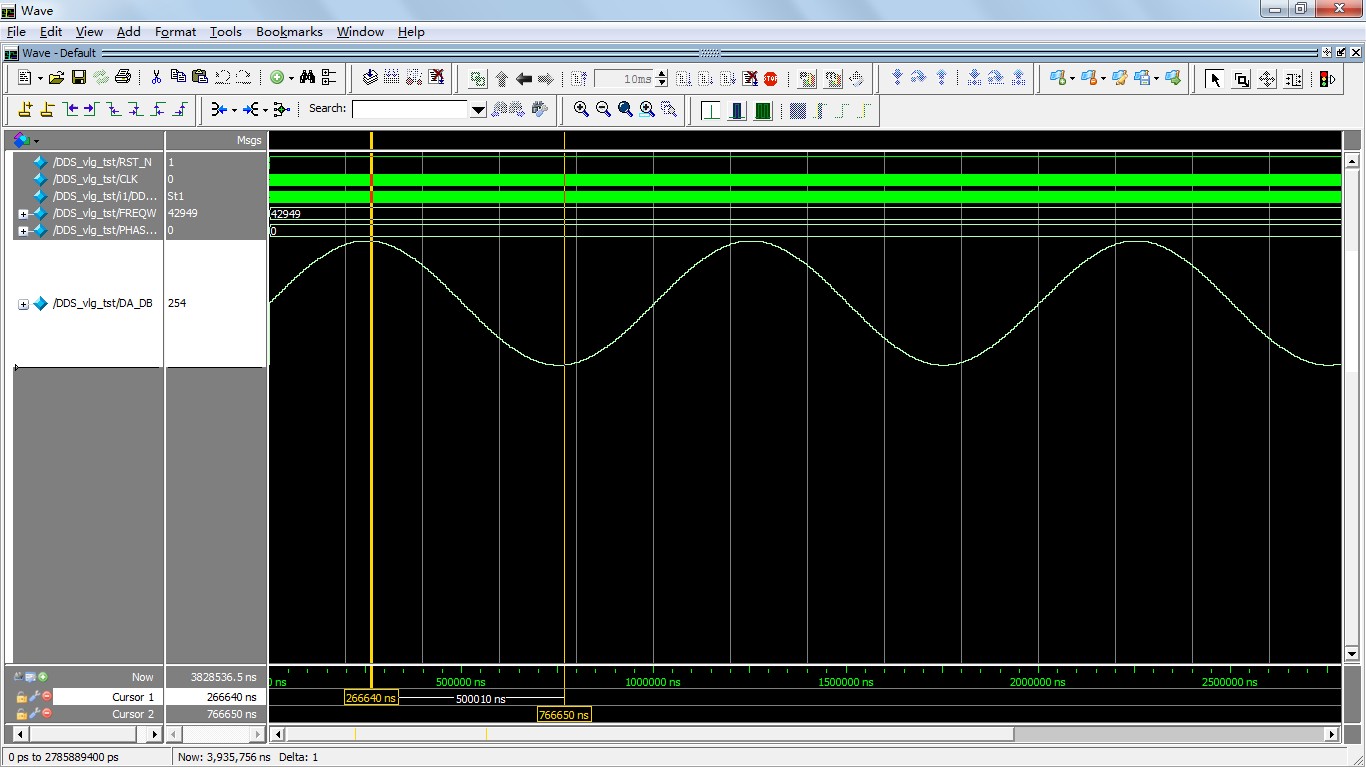 Wave
File Edit View Add Format Tools Bookmarks Window Help
Wave - Default
10ms
Search:
Msgs
/DDS_vlg_tst/RST_N 1
/DDS_vlg_tst/CLK 0
/DDS_vlg_tst/i1/DD... St1
/DDS_vlg_tst/FREQW 42949 42949
/DDS_vlg_tst/PHAS... 0 0
/DDS_vlg_tst/DA_DB 254
Now 3828536.5 ns 0 ns 500000 ns 1000000 ns 1500000 ns 2000000 ns 2500000 ns
Cursor 1 266640 ns 266640 ns 500010 ns
Cursor 2 766650 ns 766650 ns
0 ps to 2785889400 ps Now: 3,935,756 ns Delta: 1